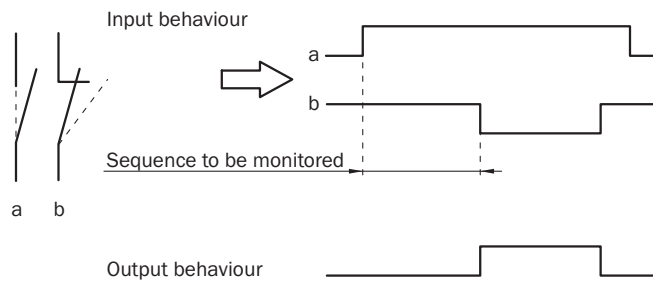 Input behaviour
a
b
Sequence to be monitored
a b
Output behaviour